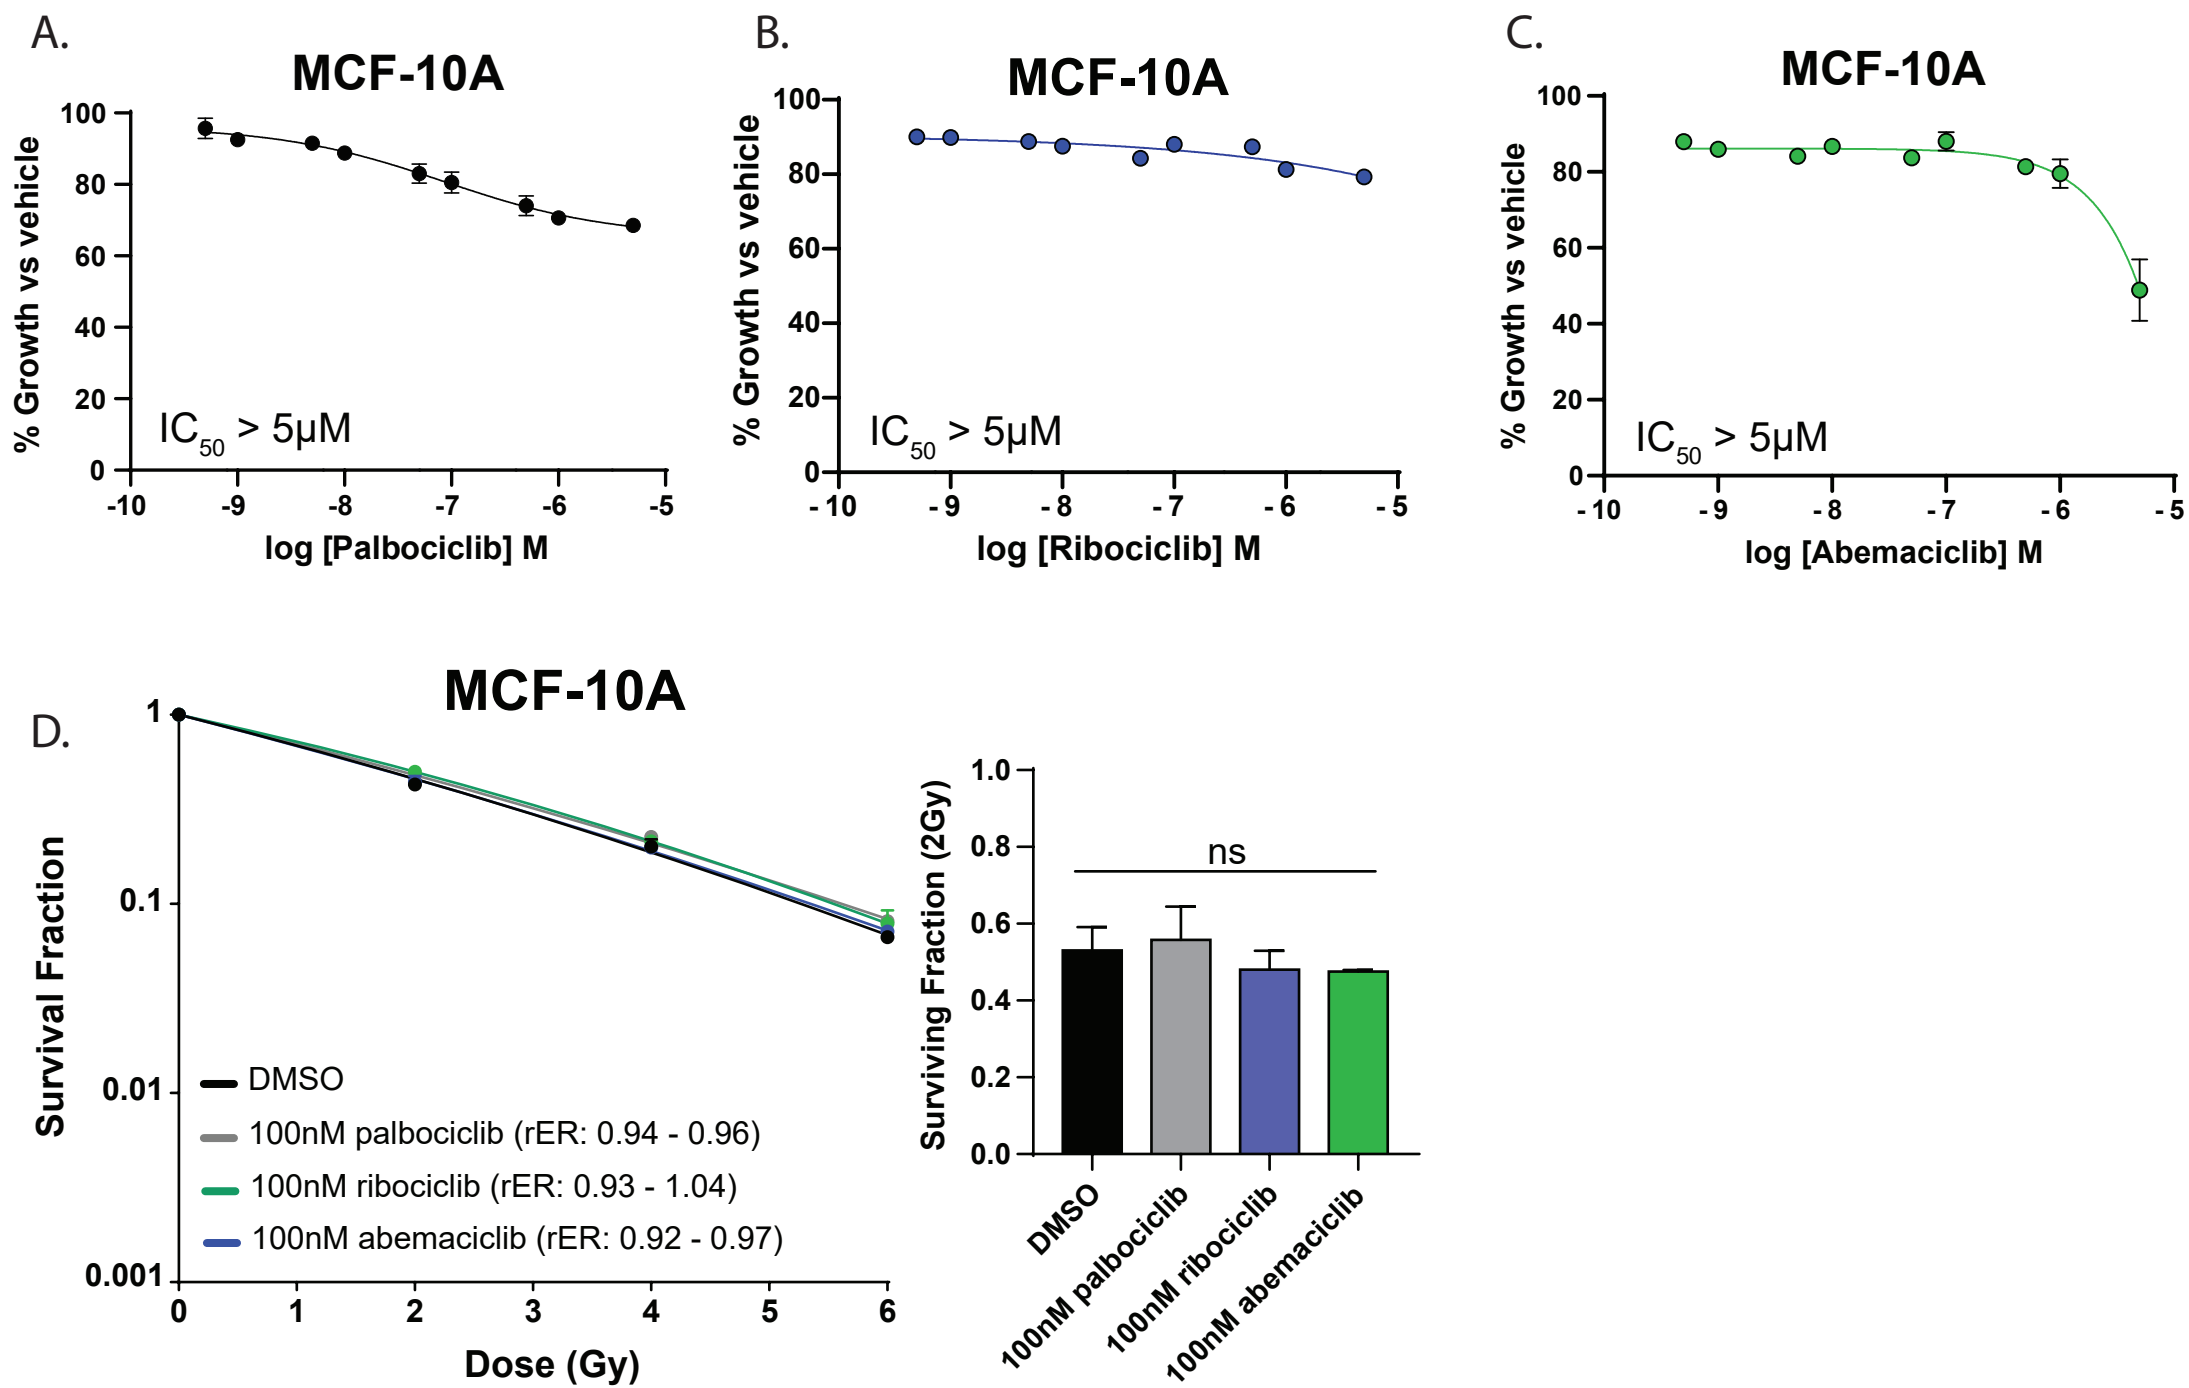 A.
MCF-10A
% Growth vs vehicle
100
80
60
40
20
0
IC50 > 5µM
-10 -9 -8 -7 -6 -5
log [Palbociclib] M
B.
MCF-10A
% Growth vs vehicle
100
80
60
40
20
0
IC50 > 5µM
-10 -9 -8 -7 -6 -5
log [Ribociclib] M
C.
MCF-10A
% Growth vs vehicle
100
80
60
40
20
0
IC50 > 5µM
-10 -9 -8 -7 -6 -5
log [Abemaciclib] M
D.
MCF-10A
Survival Fraction
1
0.1
0.01
0.001
DMSO
100nM palbociclib (rER: 0.94 - 0.96)
100nM ribociclib (rER: 0.93 - 1.04)
100nM abemaciclib (rER: 0.92 - 0.97)
0 1 2 3 4 5 6
Dose (Gy)
Surviving Fraction (2Gy)
1.0
0.8
0.6
0.4
0.2
0.0
ns
DMSO
100nM palbociclib
100nM ribociclib
100nM abemaciclib